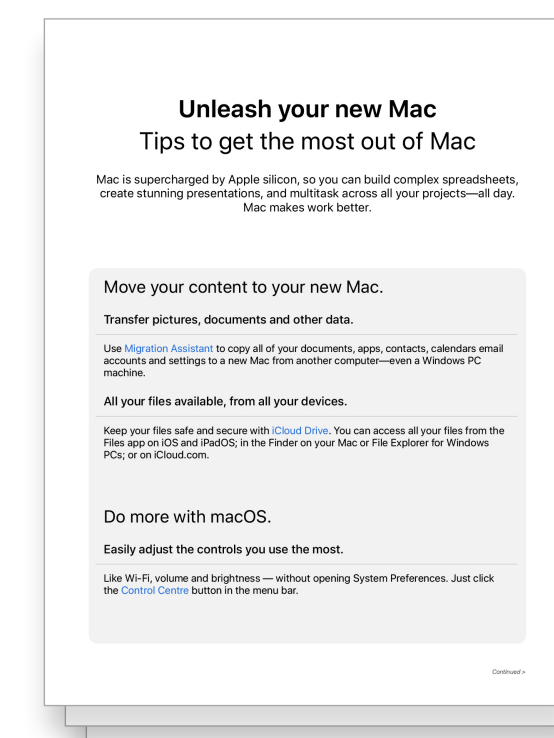 Unleash your new Mac
Tips to get the most out of Mac
Mac is supercharged by Apple silicon, so you can build complex spreadsheets,
create stunning presentations, and multitask across all your projects—all day.
Mac makes work better.
Move your content to your new Mac.
Transfer pictures, documents and other data.
Use Migration Assistant to copy all of your documents, apps, contacts, calendars email
accounts and settings to a new Mac from another computer—even a Windows PC
machine.
All your files available, from all your devices.
Keep your files safe and secure with iCloud Drive. You can access all your files from the
Files app on iOS and iPadOS; in the Finder on your Mac or File Explorer for Windows
PCs; or on iCloud.com.
Do more with macOS.
Easily adjust the controls you use the most.
Like Wi-Fi, volume and brightness — without opening System Preferences. Just click
the Control Centre button in the menu bar.
Continued >